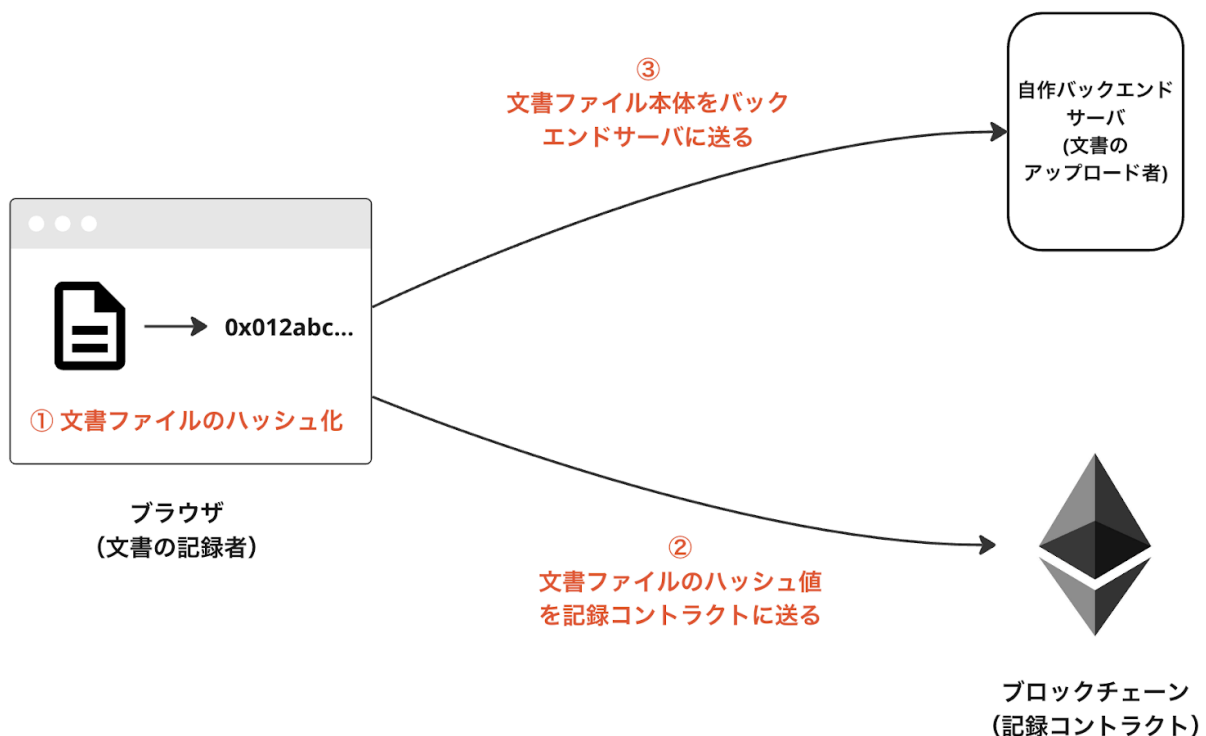 ③
文書ファイル本体をバック
エンドサーバに送る
自作バックエンド
サーバ
(文書の
アップロード者)
0x012abc...
① 文書ファイルのハッシュ化
ブラウザ
（文書の記録者）
②
文書ファイルのハッシュ値
を記録コントラクトに送る
ブロックチェーン
（記録コントラクト）